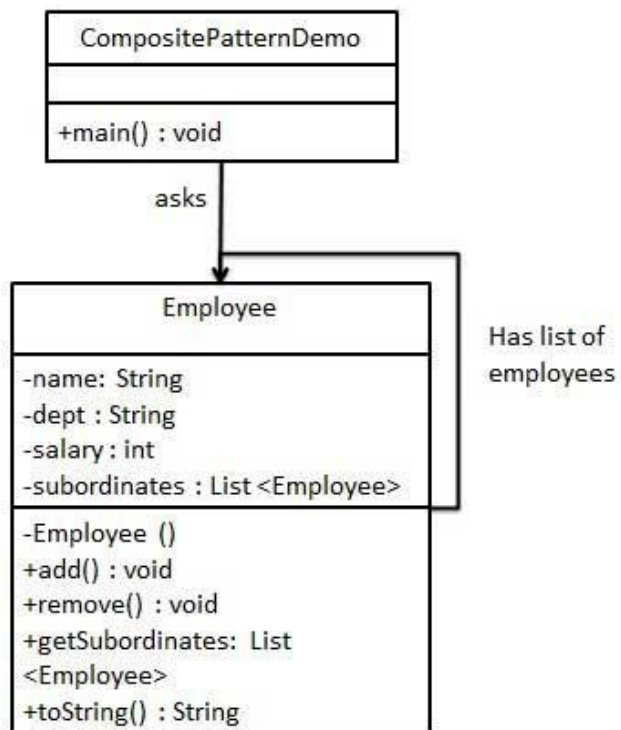 CompositePatternDemo
+main() : void
asks
Employee
Has list of
employees
-name: String
-dept : String
-salary : int
-subordinates : List <Employee>
-Employee ()
+add() : void
+remove() : void
+getSubordinates: List
<Employee>
+toString() : String